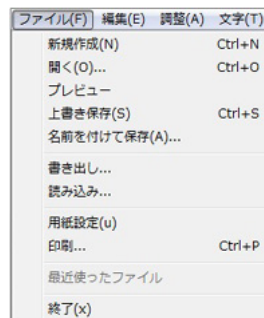 ファイル(F) 編集(E) 調整(A) 文字(T)
新規作成(N) Ctrl+N
開く(O)... Ctrl+O
プレビュー
上書き保存(S) Ctrl+S
名前を付けて保存(A)...
書き出し...
読み込み...
用紙設定(u)
印刷... Ctrl+P
最近使ったファイル
終了(x)